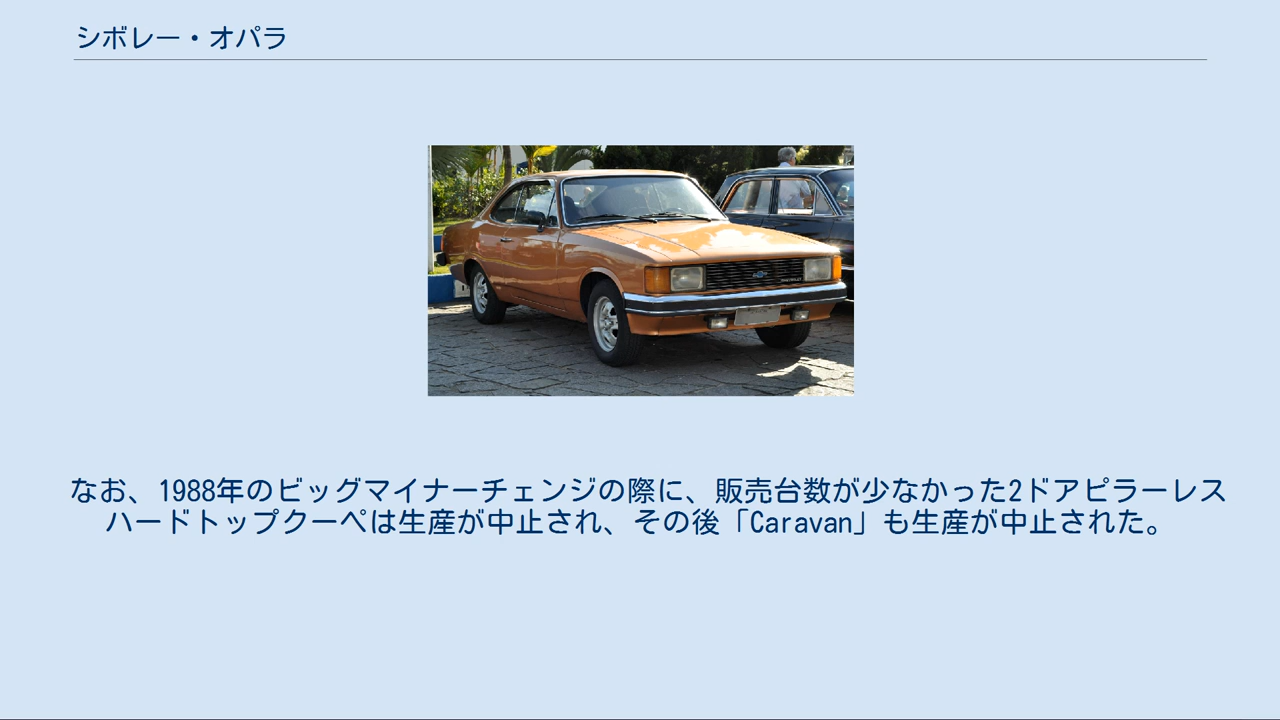 シボレー・オパラ
なお、1988年のビッグマイナーチェンジの際に、販売台数が少なかった2ドアピラーレス
ハードトップクーペは生産が中止され、その後「Caravan」も生産が中止された。